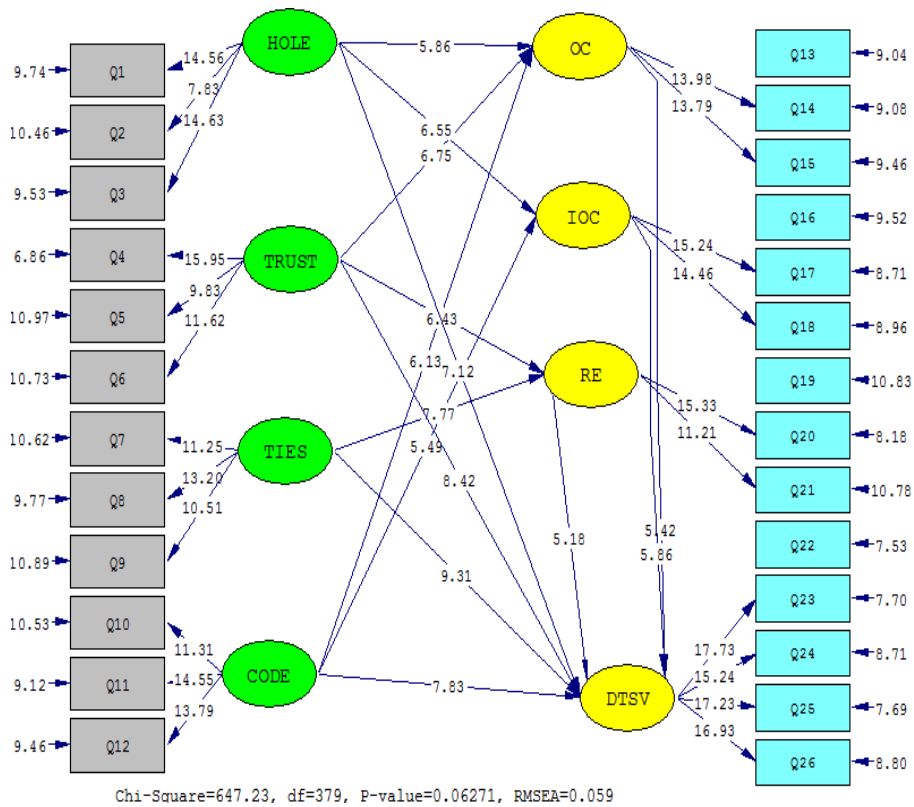 HOLE
5.86
OC
Q13
9.04
9.74
Q1
14.56
7.83
14.63
13.98
13.79
Q14
9.08
10.46
Q2
6.55
6.75
Q15
9.46
9.53
Q3
IOC
Q16
9.52
6.86
Q4
15.95
9.83
11.62
TRUST
15.24
14.46
Q17
8.71
10.97
Q5
6.43
Q18
8.96
10.73
Q6
6.13
7.12
RE
Q19
10.83
10.62
Q7
11.25
13.20
10.51
TIES
7.77
5.49
15.33
11.21
Q20
8.18
9.77
Q8
8.42
Q21
10.78
10.89
Q9
9.31
5.18
5.42
5.86
Q22
7.53
10.53
Q10
Q23
7.70
11.31
14.55
13.79
CODE
17.73
15.24
17.23
16.93
Q24
8.71
9.12
Q11
7.83
DTSV
Q25
7.69
9.46
Q12
Q26
8.80
Chi-Square=647.23, df=379, P-value=0.06271, RMSEA=0.059